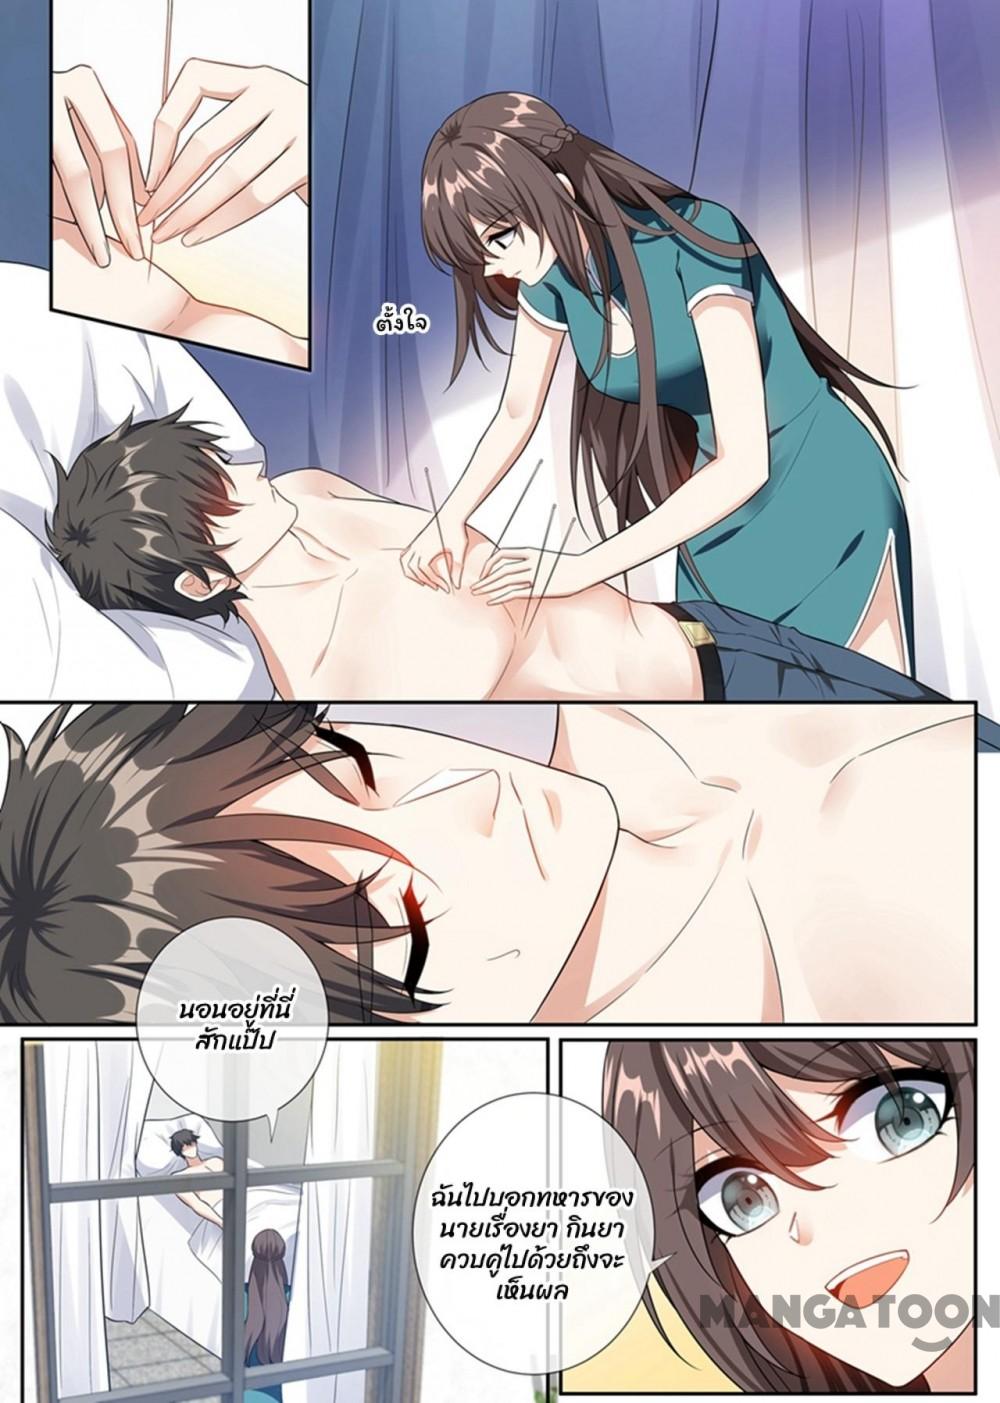 ตั้งใจ
นอนอยู่ที่นี่
สักแป๊ป
ฉันไปบอกทหารของ
นายเรื่องยา กินยา
ควบคู่ไปด้วยถึงจะ
เห็นผล
MANGATOON